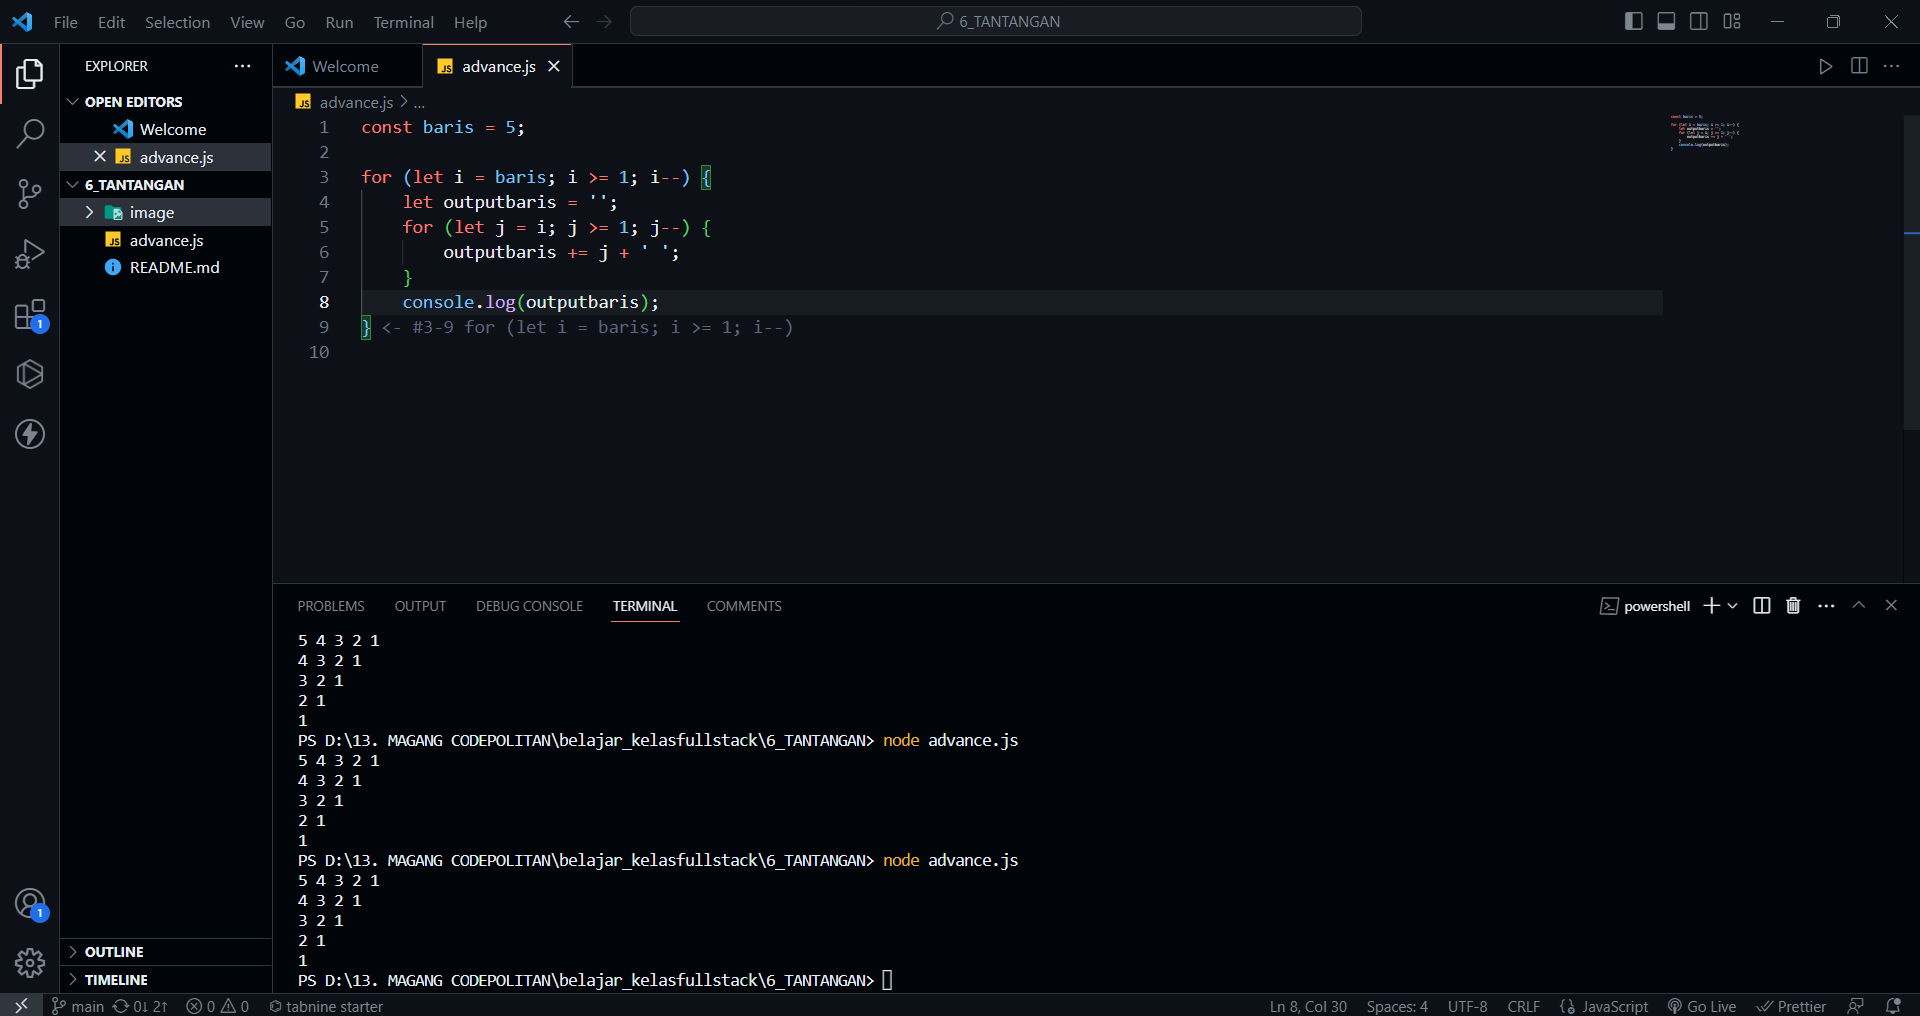 File Edit Selection View Go Run Terminal Help
6_TANTANGAN
EXPLORER
OPEN EDITORS
Welcome
advance.js
6_TANTANGAN
image
advance.js
README.md
OUTLINE
TIMELINE
Welcome advance.js
advance.js > ...
1 const baris = 5;
2
3 for (let i = baris; i >= 1; i--) {
4 let outputbaris = '';
5 for (let j = i; j >= 1; j--) {
6 outputbaris += j + ' ';
7 }
8 console.log(outputbaris);
9 } <- #3-9 for (let i = baris; i >= 1; i--)
10
PROBLEMS OUTPUT DEBUG CONSOLE TERMINAL COMMENTS
powershell
5 4 3 2 1
4 3 2 1
3 2 1
2 1
1
PS D:\13. MAGANG CODEPOLITAN\belajar_kelasfullstack\6_TANTANGAN> node advance.js
5 4 3 2 1
4 3 2 1
3 2 1
2 1
1
PS D:\13. MAGANG CODEPOLITAN\belajar_kelasfullstack\6_TANTANGAN> node advance.js
5 4 3 2 1
4 3 2 1
3 2 1
2 1
1
PS D:\13. MAGANG CODEPOLITAN\belajar_kelasfullstack\6_TANTANGAN>
1
1
main 0↓ 2↑ 0 0 tabnine starter
Ln 8, Col 30 Spaces: 4 UTF-8 CRLF {} JavaScript Go Live Prettier